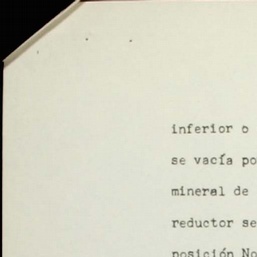 inferior o
se vacía po
mineral de
reductor se
posición No